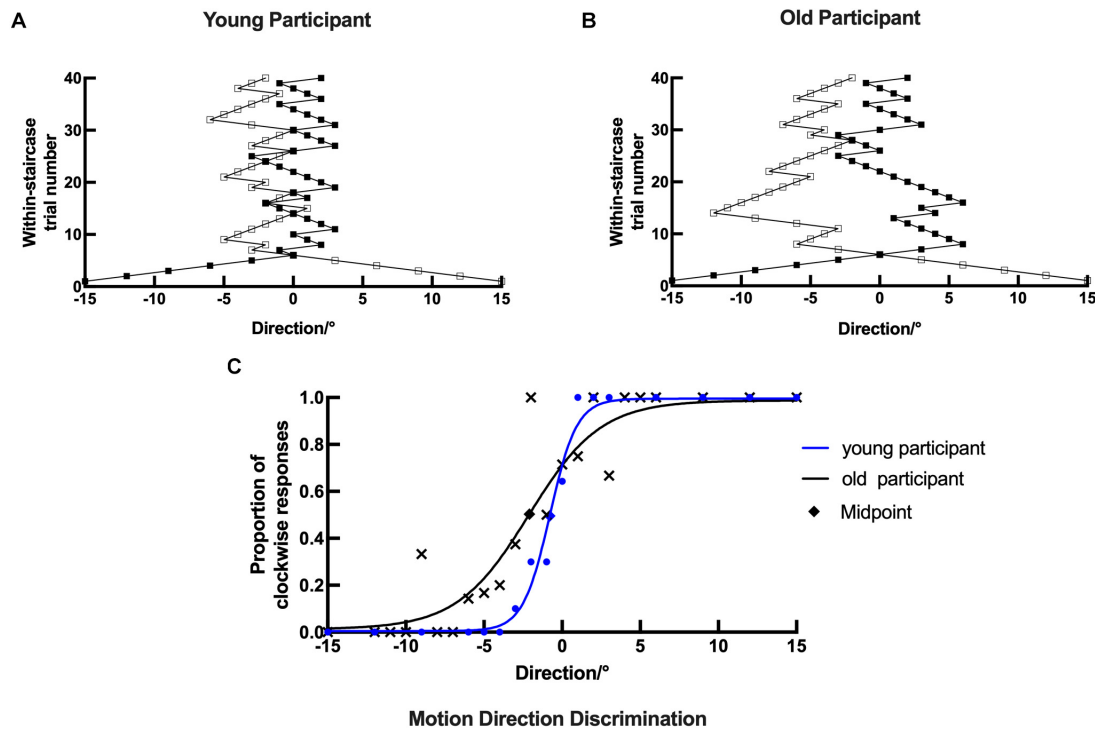 A
Young Participant
Within-staircase
trial number
40
30
20
10
0
-15
-10
-5
0
5
10
15
Direction/°
B
Old Participant
Within-staircase
trial number
40
30
20
10
0
-15
-10
-5
0
5
10
15
Direction/°
C
Proportion of
clockwise responses
1.0
0.8
0.6
0.4
0.2
0.0
-15
-10
-5
0
5
10
15
Direction/°
young participant
old participant
Midpoint
Motion Direction Discrimination